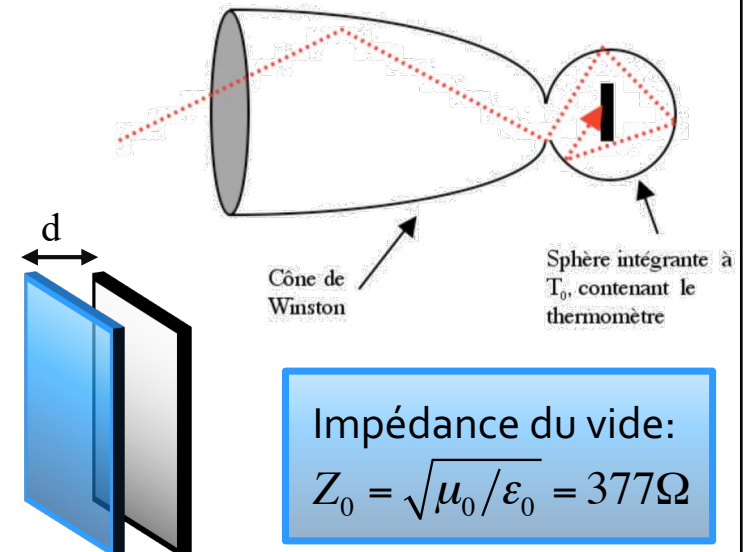 d
Cône de
Winston
Sphère intégrante à
T₀, contenant le
thermomètre
Impédance du vide:
Z₀ = √μ₀/ε₀ = 377Ω